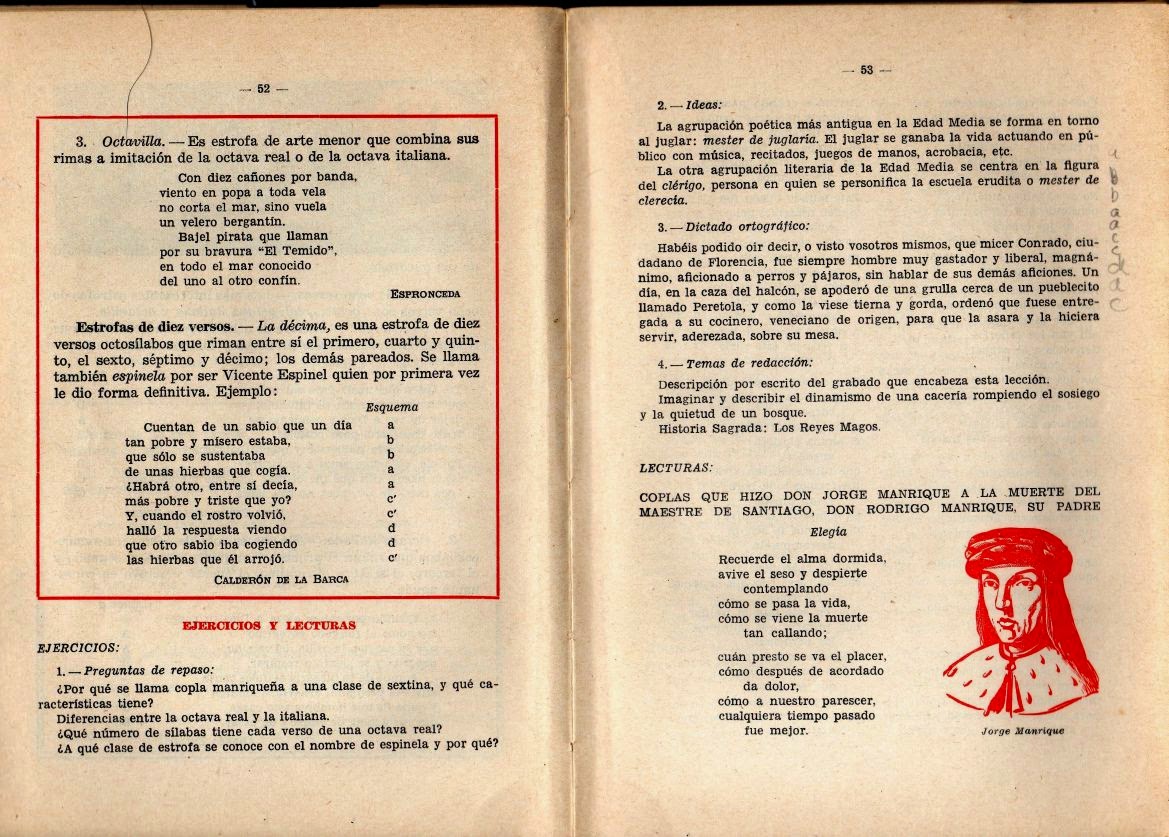 — 52 —
3. Octavilla. — Es estrofa de arte menor que combina sus
rimas a imitación de la octava real o de la octava italiana.
Con diez cañones por banda,
viento en popa a toda vela
no corta el mar, sino vuela
un velero bergantín.
Bajel pirata que llaman
por su bravura “El Temido”,
en todo el mar conocido
del uno al otro confín.
ESPRONCEDA
Estrofas de diez versos. — La décima, es una estrofa de diez
versos octosílabos que riman entre sí el primero, cuarto y quin-
to, el sexto, séptimo y décimo; los demás pareados. Se llama
también espinela por ser Vicente Espinel quien por primera vez
le dio forma definitiva. Ejemplo:
Esquema
Cuentan de un sabio que un día a
tan pobre y mísero estaba, b
que sólo se sustentaba b
de unas hierbas que cogía. a
¿Habrá otro, entre sí decía, a
más pobre y triste que yo? c’
Y, cuando el rostro volvió, c’
halló la respuesta viendo d
que otro sabio iba cogiendo d
las hierbas que él arrojó. c’
CALDERÓN DE LA BARCA
EJERCICIOS Y LECTURAS
EJERCICIOS:
1. — Preguntas de repaso:
¿Por qué se llama copla manriqueña a una clase de sextina, y qué ca-
racterísticas tiene?
Diferencias entre la octava real y la italiana.
¿Qué número de sílabas tiene cada verso de una octava real?
¿A qué clase de estrofa se conoce con el nombre de espinela y por qué?
— 53 —
2. — Ideas:
La agrupación poética más antigua en la Edad Media se forma en torno
al juglar: mester de juglaría. El juglar se ganaba la vida actuando en pú-
blico con música, recitados, juegos de manos, acrobacia, etc.
La otra agrupación literaria de la Edad Media se centra en la figura
del clérigo, persona en quien se personifica la escuela erudita o mester de
clerecía.
3. — Dictado ortográfico:
Habéis podido oir decir, o visto vosotros mismos, que micer Conrado, ciu-
dadano de Florencia, fue siempre hombre muy gastador y liberal, magná-
nimo, aficionado a perros y pájaros, sin hablar de sus demás aficiones. Un
día, en la caza del halcón, se apoderó de una grulla cerca de un pueblecito
llamado Peretola, y como la viese tierna y gorda, ordenó que fuese entre-
gada a su cocinero, veneciano de origen, para que la asara y la hiciera
servir, aderezada, sobre su mesa.
4. — Temas de redacción:
Descripción por escrito del grabado que encabeza esta lección.
Imaginar y describir el dinamismo de una cacería rompiendo el sosiego
y la quietud de un bosque.
Historia Sagrada: Los Reyes Magos.
LECTURAS:
COPLAS QUE HIZO DON JORGE MANRIQUE A LA MUERTE DEL
MAESTRE DE SANTIAGO, DON RODRIGO MANRIQUE, SU PADRE
Elegía
Recuerde el alma dormida,
avive el seso y despierte
contemplando
cómo se pasa la vida,
cómo se viene la muerte
tan callando;
cuán presto se va el placer,
cómo después de acordado
da dolor,
cómo a nuestro parescer,
cualquiera tiempo pasado
fue mejor.
Jorge Manrique
b
b
a
a
c
c
d
d
c